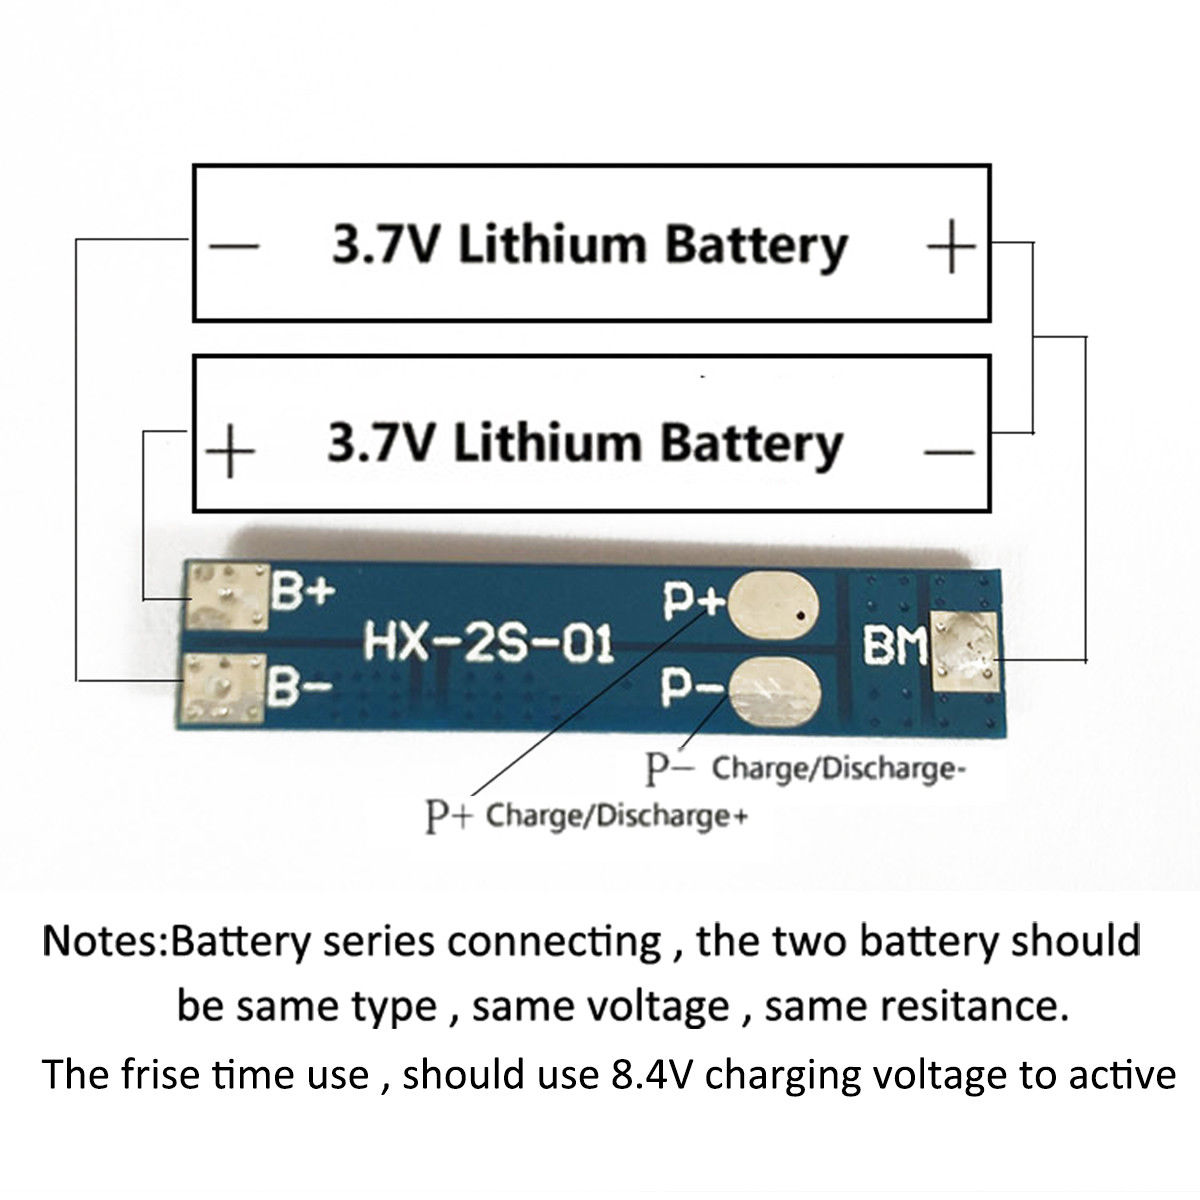 — 3.7V Lithium Battery +
+ 3.7V Lithium Battery —
B+
P+
HX-2S-01
BM
B-
P-
P- Charge/Discharge-
P+ Charge/Discharge+
Notes:Battery series connecting , the two battery should
be same type , same voltage , same resitance.
The frise time use , should use 8.4V charging voltage to active